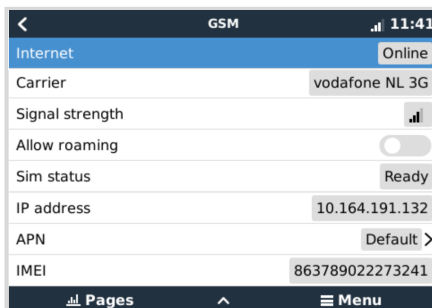 GSM 11:41
Internet Online
Carrier vodafone NL 3G
Signal strength
Allow roaming
Sim status Ready
IP address 10.164.191.132
APN Default
IMEI 863789022273241
Pages Menu